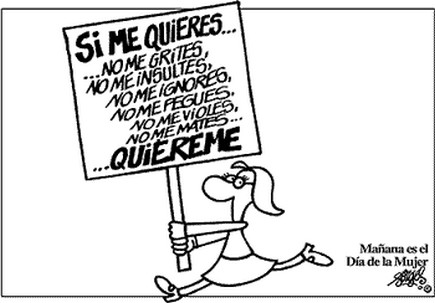 SI ME QUIERES...
...NO ME GRITES,
NO ME INSULTES,
NO ME IGNORES,
NO ME PEGUES,
NO ME VIOLES,
NO ME MATES...
...QUIEREME
Mañana es el
Día de la Mujer